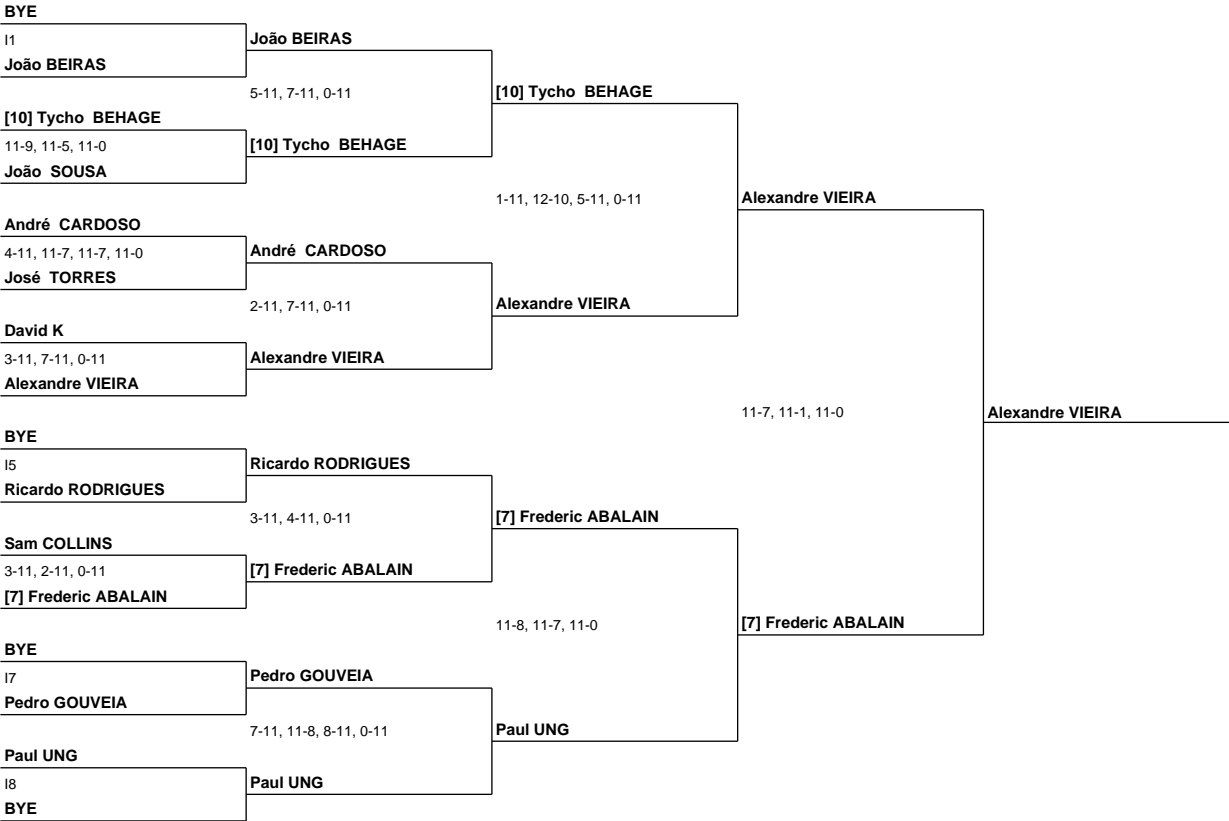 BYE
I1
João BEIRAS
[10] Tycho BEHAGE
11-9, 11-5, 11-0
João SOUSA
André CARDOSO
4-11, 11-7, 11-7, 11-0
José TORRES
David K
3-11, 7-11, 0-11
Alexandre VIEIRA
BYE
I5
Ricardo RODRIGUES
Sam COLLINS
3-11, 2-11, 0-11
[7] Frederic ABALAIN
BYE
I7
Pedro GOUVEIA
Paul UNG
I8
BYE
João BEIRAS
5-11, 7-11, 0-11
[10] Tycho BEHAGE
André CARDOSO
2-11, 7-11, 0-11
Alexandre VIEIRA
Ricardo RODRIGUES
3-11, 4-11, 0-11
[7] Frederic ABALAIN
Pedro GOUVEIA
7-11, 11-8, 8-11, 0-11
Paul UNG
[10] Tycho BEHAGE
1-11, 12-10, 5-11, 0-11
Alexandre VIEIRA
[7] Frederic ABALAIN
11-8, 11-7, 11-0
Paul UNG
Alexandre VIEIRA
11-7, 11-1, 11-0
[7] Frederic ABALAIN
Alexandre VIEIRA